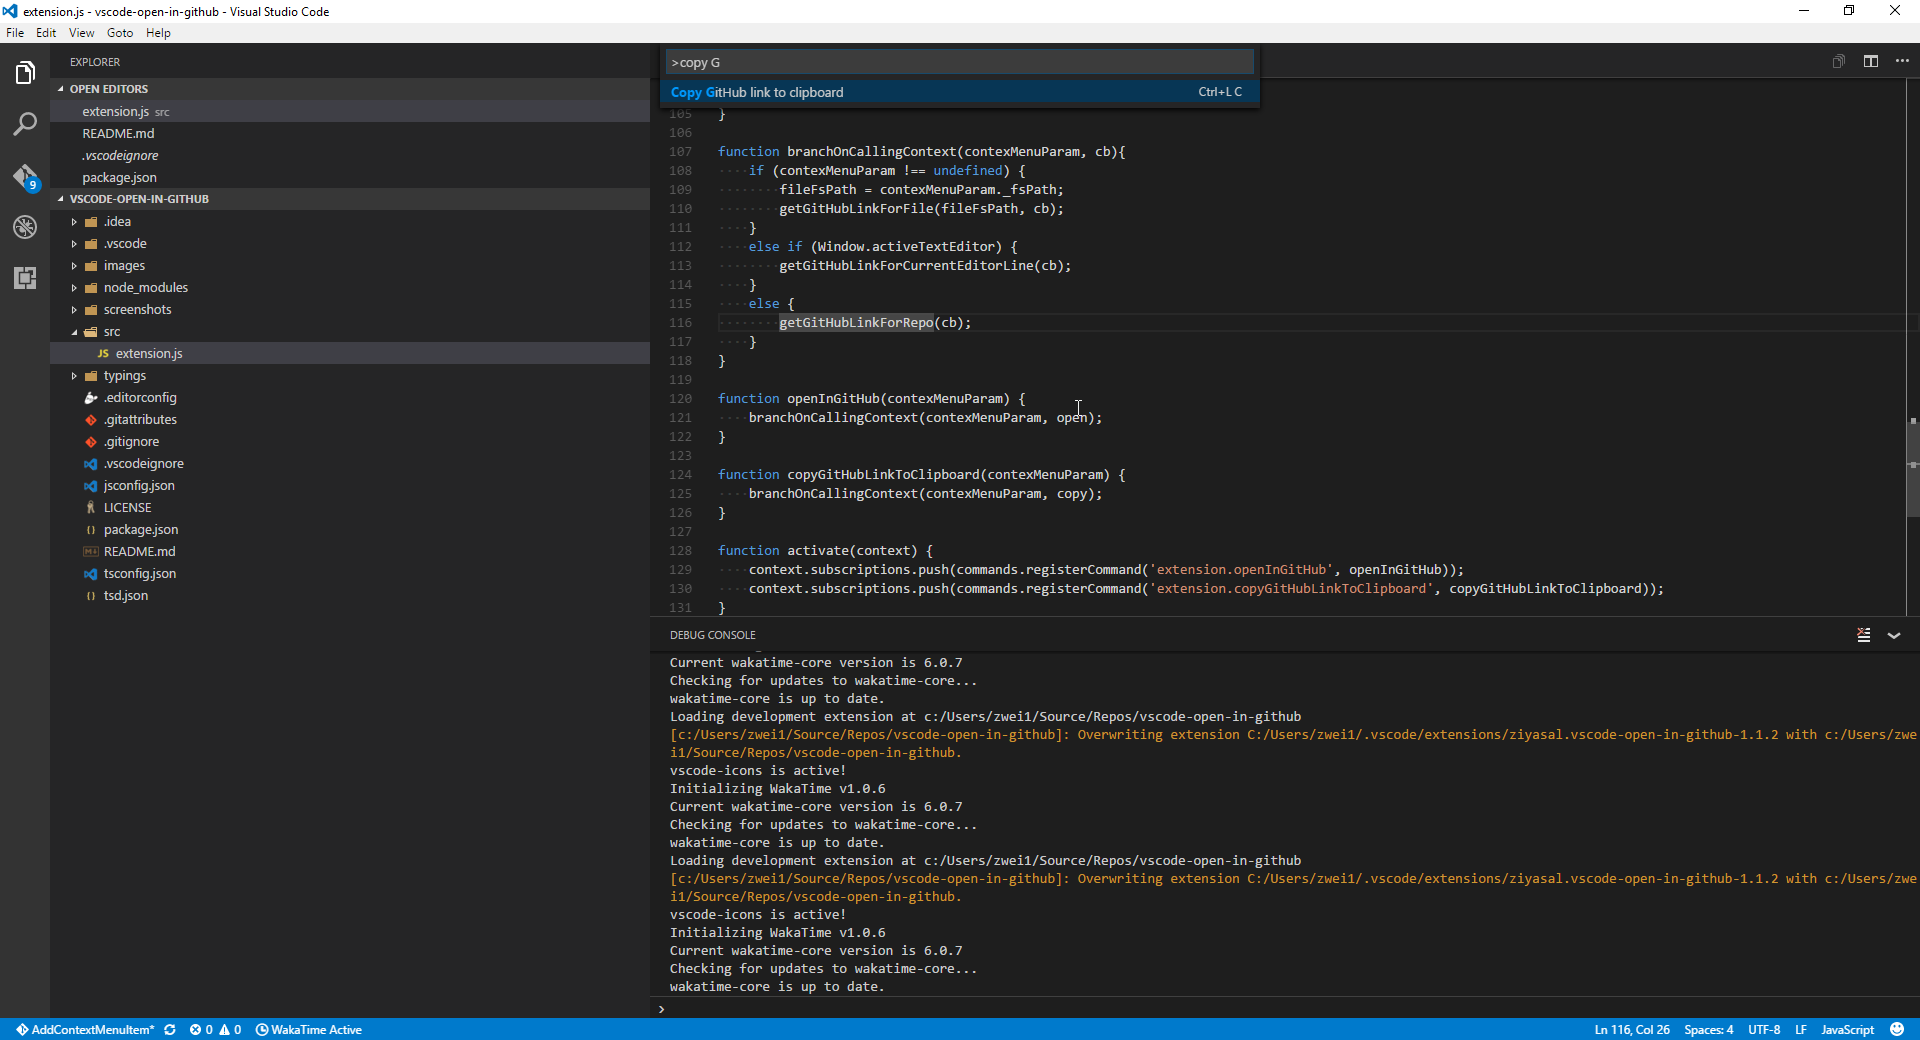 extension.js - vscode-open-in-github - Visual Studio Code
File Edit View Goto Help
EXPLORER
OPEN EDITORS
extension.js src
README.md
.vscodeignore
package.json
9
VSCODE-OPEN-IN-GITHUB
.idea
.vscode
images
node_modules
screenshots
src
JS extension.js
typings
.editorconfig
.gitattributes
.gitignore
.vscodeignore
jsconfig.json
LICENSE
package.json
README.md
tsconfig.json
tsd.json
>copy G
Copy GitHub link to clipboard Ctrl+L C
105 }
106
107 function branchOnCallingContext(contexMenuParam, cb){
108 if (contexMenuParam !== undefined) {
109 fileFsPath = contexMenuParam._fsPath;
110 getGitHubLinkForFile(fileFsPath, cb);
111 }
112 else if (Window.activeTextEditor) {
113 getGitHubLinkForCurrentEditorLine(cb);
114 }
115 else {
116 getGitHubLinkForRepo(cb);
117 }
118 }
119
120 function openInGitHub(contexMenuParam) {
121 branchOnCallingContext(contexMenuParam, open);
122 }
123
124 function copyGitHubLinkToClipboard(contexMenuParam) {
125 branchOnCallingContext(contexMenuParam, copy);
126 }
127
128 function activate(context) {
129 context.subscriptions.push(commands.registerCommand('extension.openInGitHub', openInGitHub));
130 context.subscriptions.push(commands.registerCommand('extension.copyGitHubLinkToClipboard', copyGitHubLinkToClipboard));
131 }
DEBUG CONSOLE
Current wakatime-core version is 6.0.7
Checking for updates to wakatime-core...
wakatime-core is up to date.
Loading development extension at c:/Users/zwei1/Source/Repos/vscode-open-in-github
[c:/Users/zwei1/Source/Repos/vscode-open-in-github]: Overwriting extension C:/Users/zwei1/.vscode/extensions/ziyasal.vscode-open-in-github-1.1.2 with c:/Users/zwe
i1/Source/Repos/vscode-open-in-github.
vscode-icons is active!
Initializing WakaTime v1.0.6
Current wakatime-core version is 6.0.7
Checking for updates to wakatime-core...
wakatime-core is up to date.
Loading development extension at c:/Users/zwei1/Source/Repos/vscode-open-in-github
[c:/Users/zwei1/Source/Repos/vscode-open-in-github]: Overwriting extension C:/Users/zwei1/.vscode/extensions/ziyasal.vscode-open-in-github-1.1.2 with c:/Users/zwe
i1/Source/Repos/vscode-open-in-github.
vscode-icons is active!
Initializing WakaTime v1.0.6
Current wakatime-core version is 6.0.7
Checking for updates to wakatime-core...
wakatime-core is up to date.
>
AddContextMenuItem* 0 0 WakaTime Active Ln 116, Col 26 Spaces: 4 UTF-8 LF JavaScript